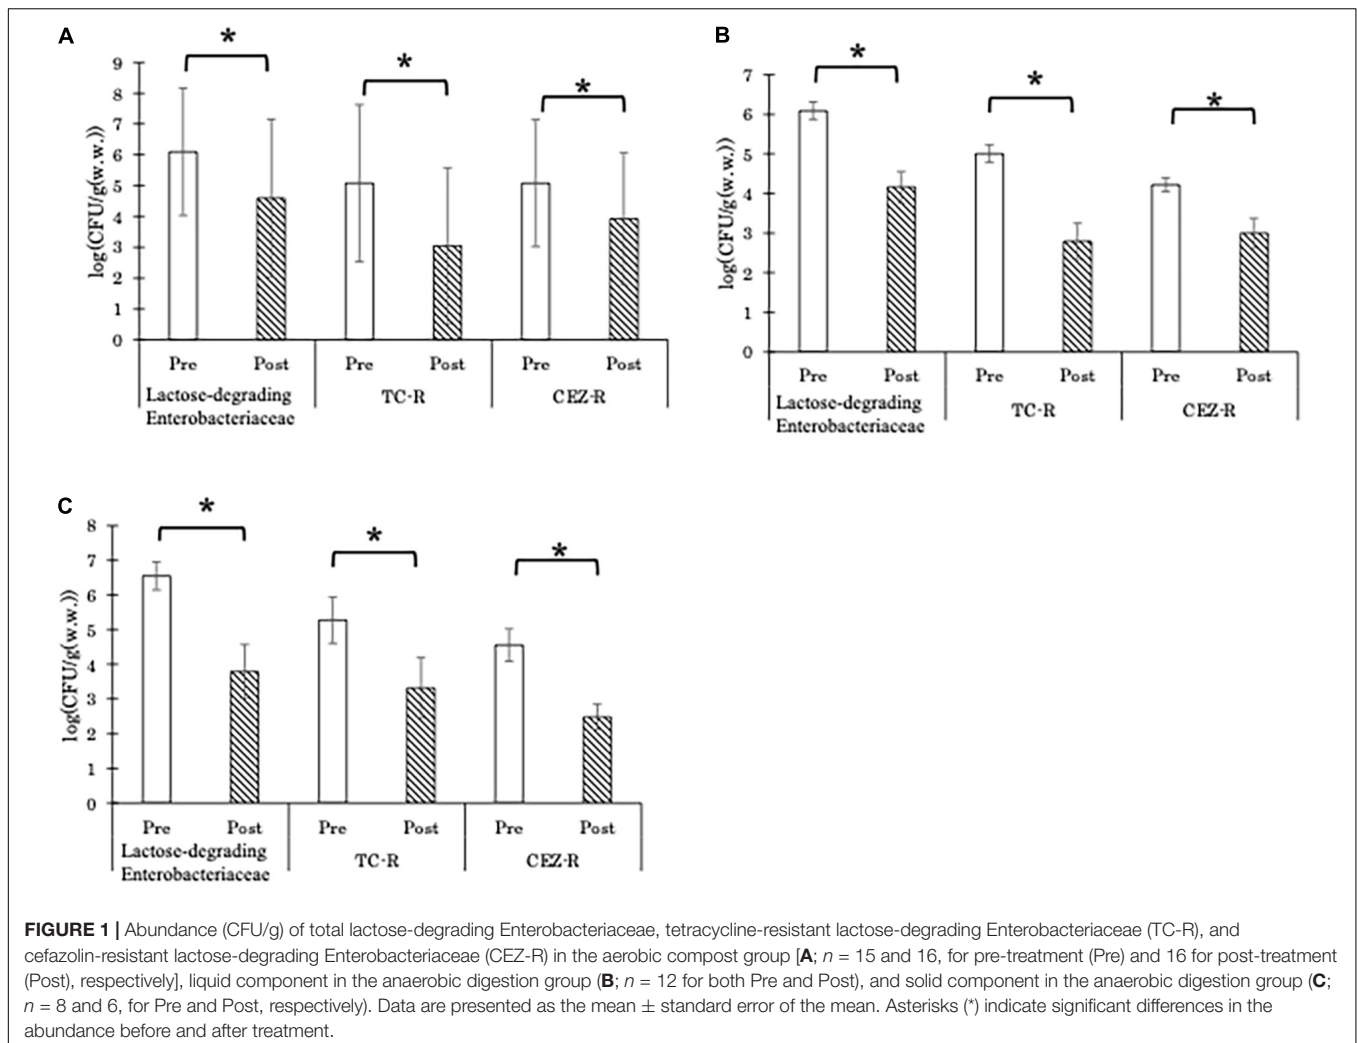 A
*
*
*
9
8
7
6
5
4
3
2
1
0
log(CFU/g(w.w.))
Pre Post Pre Post Pre Post
Lactose-degrading
Enterobacteriaceae
TC-R
CEZ-R
B
*
*
*
7
6
5
4
3
2
1
0
log(CFU/g(w.w.))
Pre Post Pre Post Pre Post
Lactose-degrading
Enterobacteriaceae
TC-R
CEZ-R
C
*
*
*
8
7
6
5
4
3
2
1
0
log(CFU/g(w.w.))
Pre Post Pre Post Pre Post
Lactose-degrading
Enterobacteriaceae
TC-R
CEZ-R
FIGURE 1 | Abundance (CFU/g) of total lactose-degrading Enterobacteriaceae, tetracycline-resistant lactose-degrading Enterobacteriaceae (TC-R), and
cefazolin-resistant lactose-degrading Enterobacteriaceae (CEZ-R) in the aerobic compost group [A; n = 15 and 16, for pre-treatment (Pre) and 16 for post-treatment
(Post), respectively], liquid component in the anaerobic digestion group (B; n = 12 for both Pre and Post), and solid component in the anaerobic digestion group (C;
n = 8 and 6, for Pre and Post, respectively). Data are presented as the mean ± standard error of the mean. Asterisks (*) indicate significant differences in the
abundance before and after treatment.